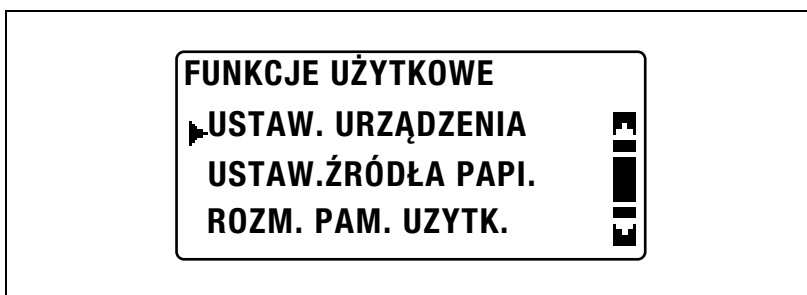 FUNKCJE UŻYTKOWE
USTAW. URZĄDZENIA
USTAW.ŹRÓDŁA PAPI.
ROZM. PAM. UZYTK.